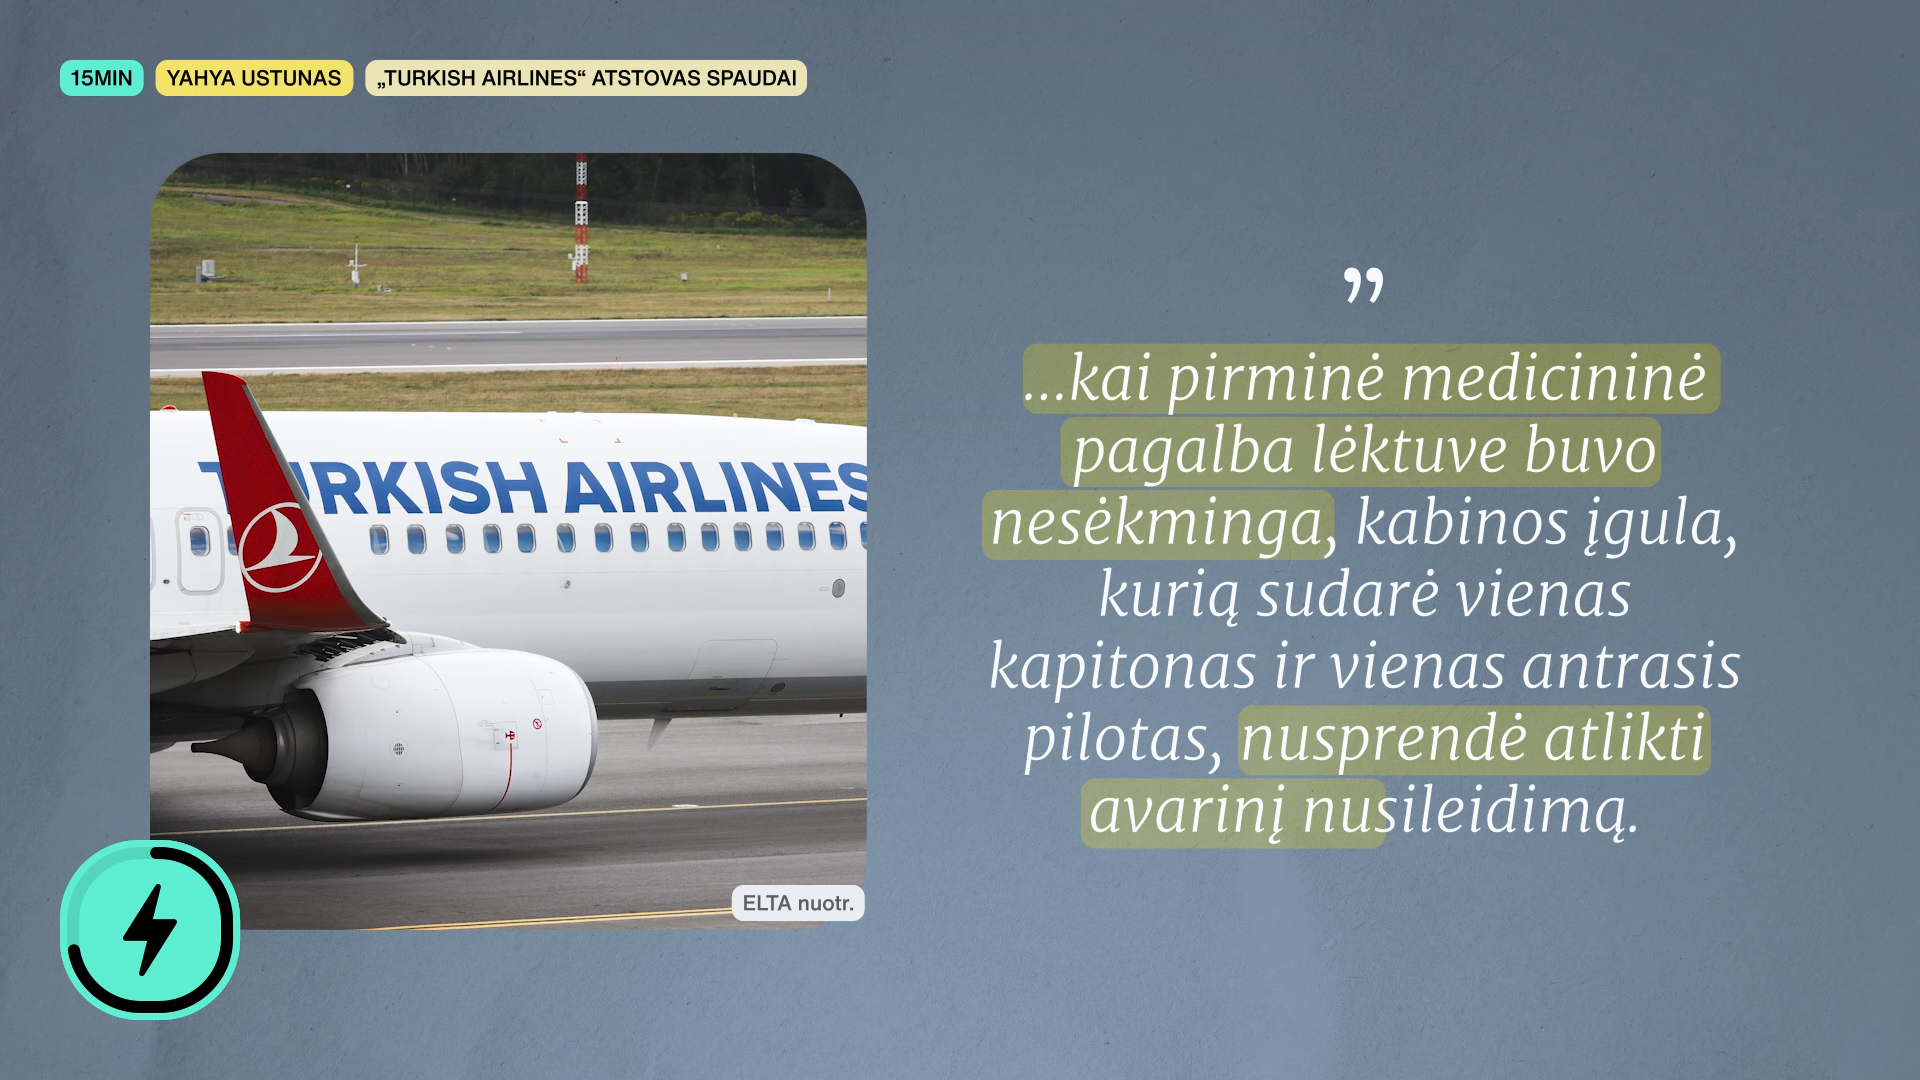 15MIN
YAHYA USTUNAS
„TURKISH AIRLINES“ ATSTOVAS SPAUDAI
TURKISH AIRLINES
ELTA nuotr.
”
...kai pirminė medicininė
pagalba lėktuve buvo
nesėkminga, kabinos įgula,
kurią sudarė vienas
kapitonas ir vienas antrasis
pilotas, nusprendė atlikti
avarinį nusileidimą.